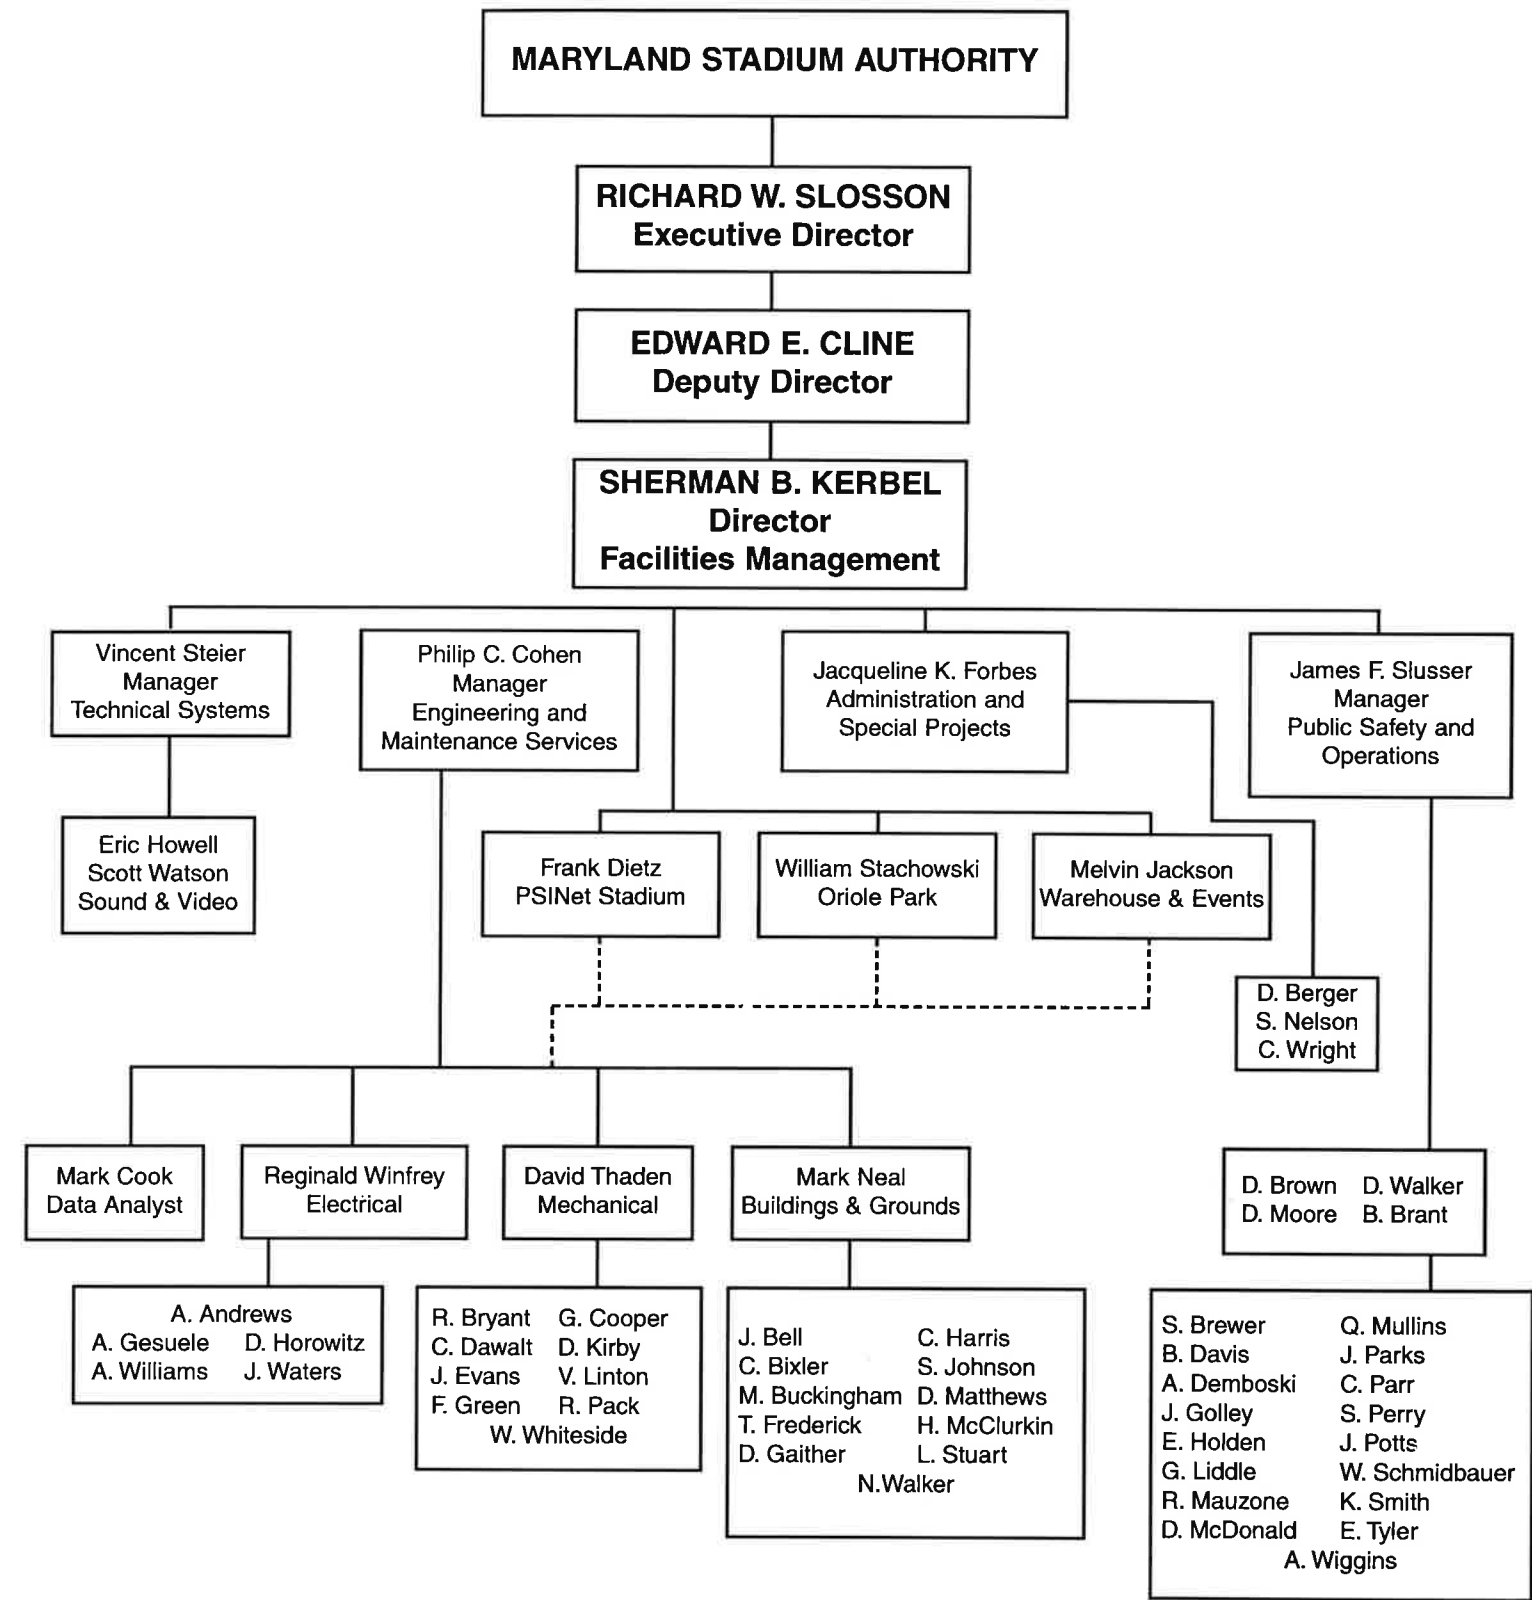 MARYLAND STADIUM AUTHORITY
RICHARD W. SLOSSON
Executive Director
EDWARD E. CLINE
Deputy Director
SHERMAN B. KERBEL
Director
Facilities Management
Vincent Steier
Manager
Technical Systems
Philip C. Cohen
Manager
Engineering and
Maintenance Services
Jacqueline K. Forbes
Administration and
Special Projects
James F. Slusser
Manager
Public Safety and
Operations
Eric Howell
Scott Watson
Sound & Video
Frank Dietz
PSINet Stadium
William Stachowski
Oriole Park
Melvin Jackson
Warehouse & Events
D. Berger
S. Nelson
C. Wright
Mark Cook
Data Analyst
Reginald Winfrey
Electrical
David Thaden
Mechanical
Mark Neal
Buildings & Grounds
D. Brown D. Walker
D. Moore B. Brant
A. Andrews
A. Gesuele D. Horowitz
A. Williams J. Waters
R. Bryant G. Cooper
C. Dawalt D. Kirby
J. Evans V. Linton
F. Green R. Pack
W. Whiteside
J. Bell C. Harris
C. Bixler S. Johnson
M. Buckingham D. Matthews
T. Frederick H. McClurkin
D. Gaither L. Stuart
N.Walker
S. Brewer Q. Mullins
B. Davis J. Parks
A. Demboski C. Parr
J. Golley S. Perry
E. Holden J. Potts
G. Liddle W. Schmidbauer
R. Mauzone K. Smith
D. McDonald E. Tyler
A. Wiggins